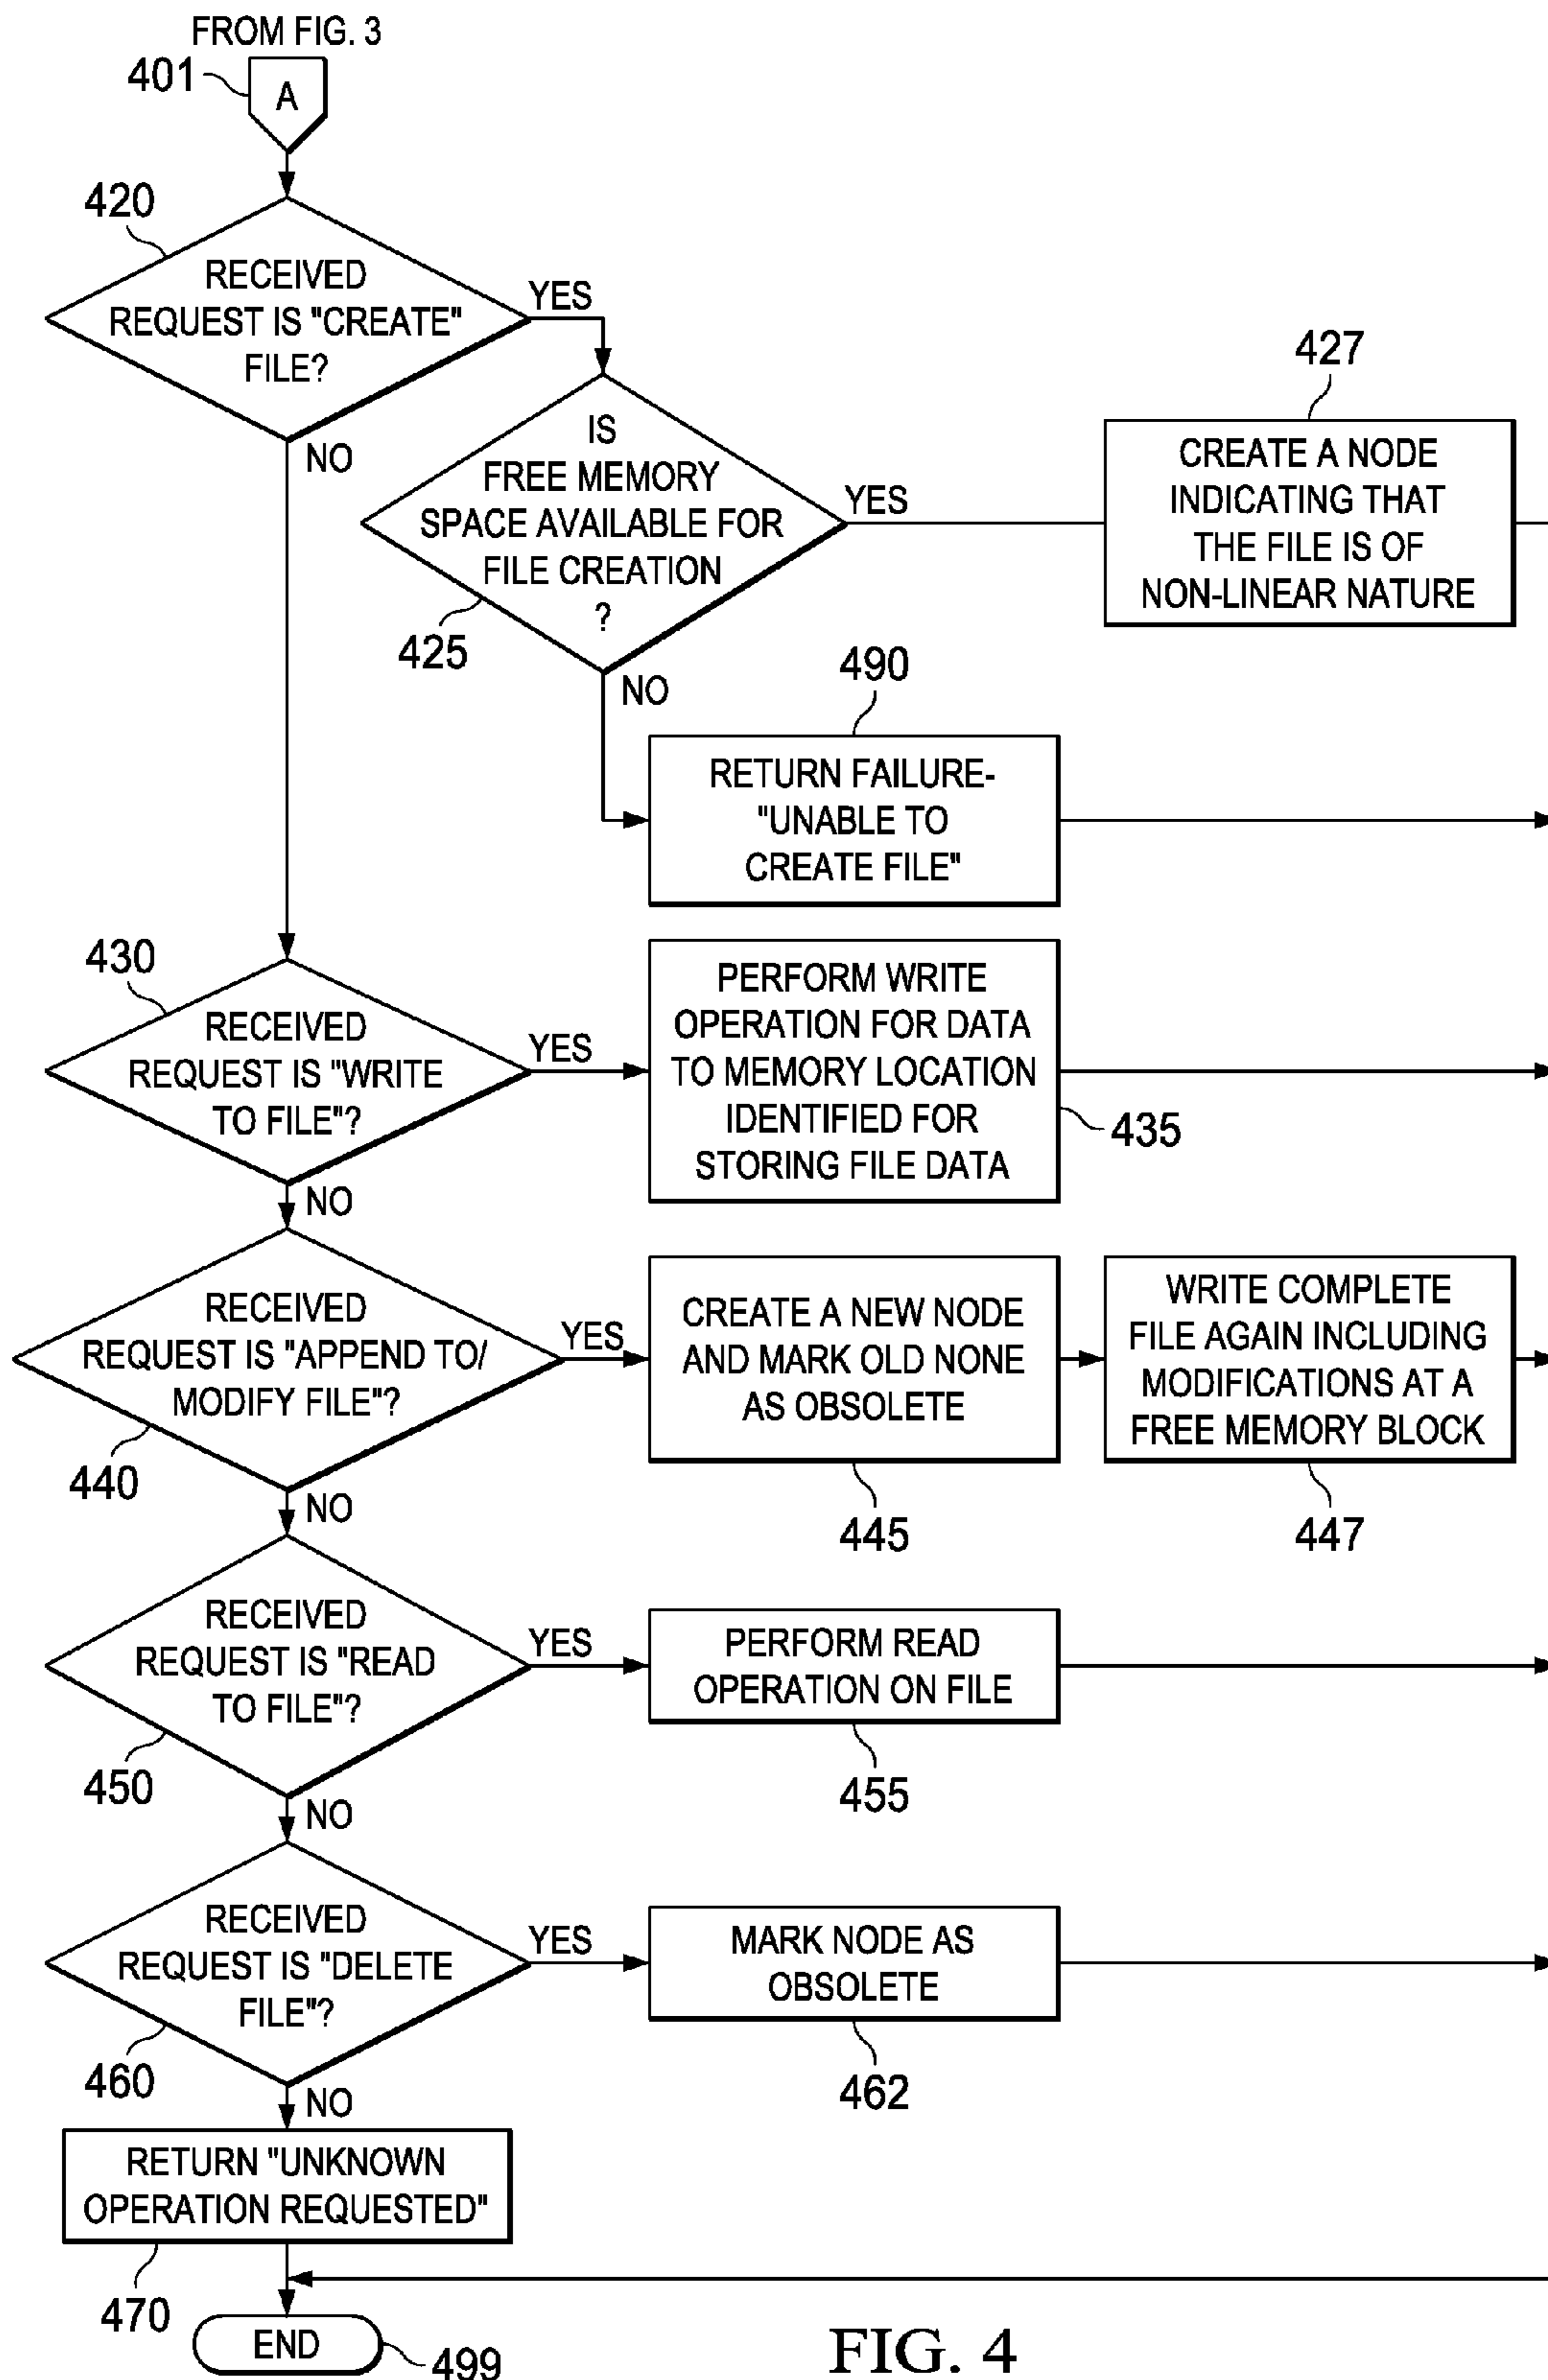 FROM FIG. 3
401
A
420
RECEIVED
REQUEST IS "CREATE"
FILE?
YES
NO
IS
FREE MEMORY
SPACE AVAILABLE FOR
FILE CREATION
?
425
YES
NO
427
CREATE A NODE
INDICATING THAT
THE FILE IS OF
NON-LINEAR NATURE
490
RETURN FAILURE-
"UNABLE TO
CREATE FILE"
430
RECEIVED
REQUEST IS "WRITE
TO FILE"?
YES
NO
PERFORM WRITE
OPERATION FOR DATA
TO MEMORY LOCATION
IDENTIFIED FOR
STORING FILE DATA
435
RECEIVED
REQUEST IS "APPEND TO/
MODIFY FILE"?
440
YES
NO
CREATE A NEW NODE
AND MARK OLD NONE
AS OBSOLETE
445
WRITE COMPLETE
FILE AGAIN INCLUDING
MODIFICATIONS AT A
FREE MEMORY BLOCK
447
RECEIVED
REQUEST IS "READ
TO FILE"?
450
YES
NO
PERFORM READ
OPERATION ON FILE
455
RECEIVED
REQUEST IS "DELETE
FILE"?
460
YES
NO
MARK NODE AS
OBSOLETE
462
RETURN "UNKNOWN
OPERATION REQUESTED"
470
END
499
FIG. 4